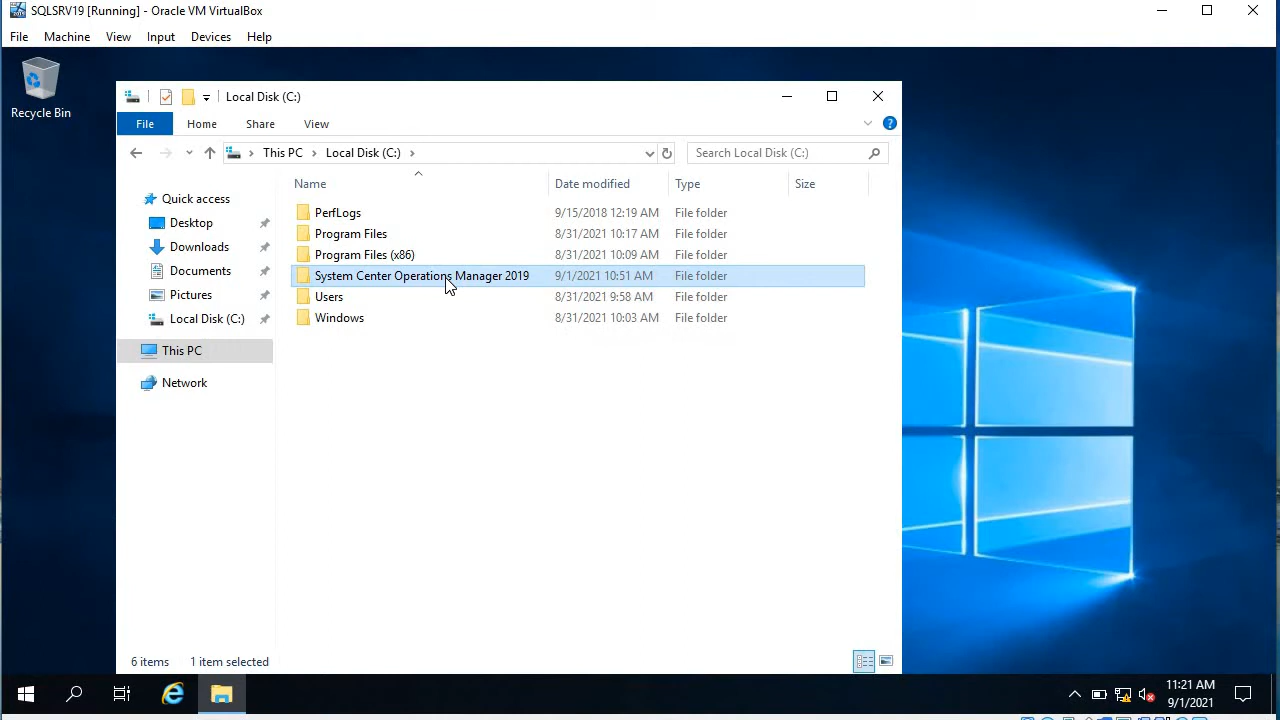 SQLSRV19 [Running] - Oracle VM VirtualBox
File Machine View Input Devices Help
Recycle Bin
Local Disk (C:)
File Home Share View
This PC Local Disk (C:) Search Local Disk (C:)
Name Date modified Type Size
Quick access
Desktop
Downloads
Documents
Pictures
Local Disk (C:)
This PC
Network
PerfLogs 9/15/2018 12:19 AM File folder
Program Files 8/31/2021 10:17 AM File folder
Program Files (x86) 8/31/2021 10:09 AM File folder
System Center Operations Manager 2019 9/1/2021 10:51 AM File folder
Users 8/31/2021 9:58 AM File folder
Windows 8/31/2021 10:03 AM File folder
6 items 1 item selected
11:21 AM
9/1/2021